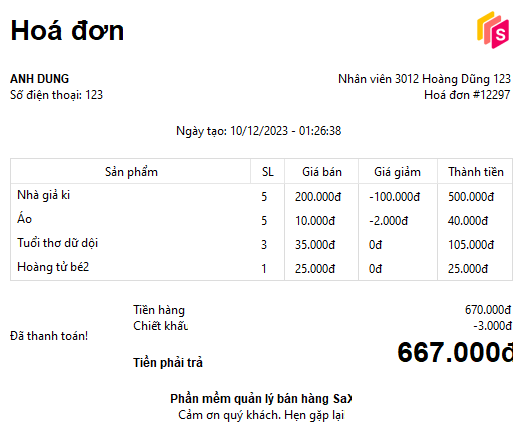 Hoá đơn
S
ANH DUNG
Nhân viên 3012 Hoàng Dũng 123
Số điện thoại: 123
Hoá đơn #12297
Ngày tạo: 10/12/2023 - 01:26:38
Sản phẩm SL Giá bán Giá giảm Thành tiền
Nhà giả ki 5 200.000đ -100.000đ 500.000đ
Áo 5 10.000đ -2.000đ 40.000đ
Tuổi thơ dữ dội 3 35.000đ 0đ 105.000đ
Hoàng tử bé2 1 25.000đ 0đ 25.000đ
Tiền hàng 670.000đ
Chiết khấu -3.000đ
Đã thanh toán!
Tiền phải trả 667.000đ
Phần mềm quản lý bán hàng SaX
Cảm ơn quý khách. Hẹn gặp lại